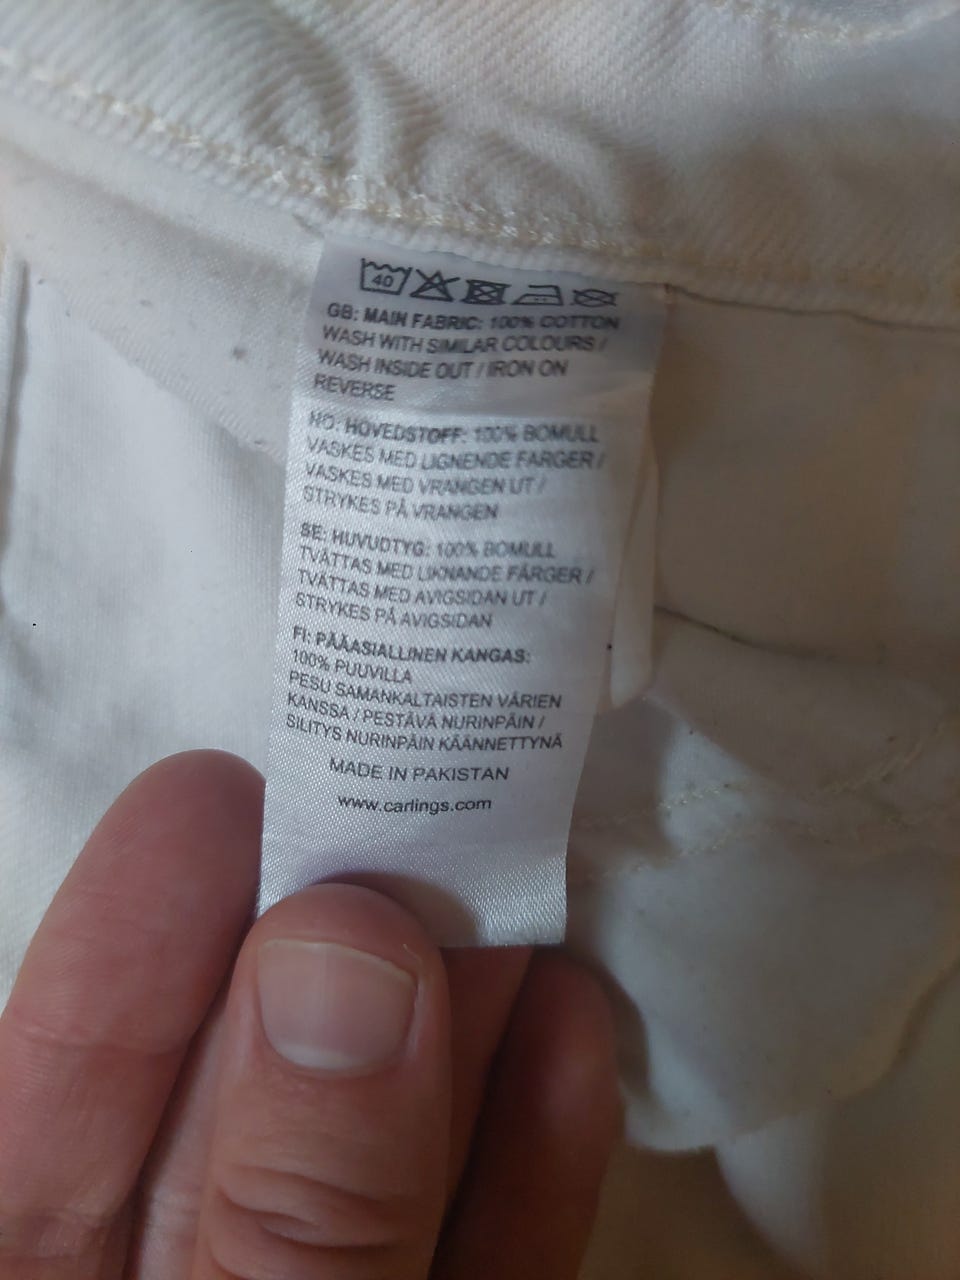 40
GB: MAIN FABRIC: 100% COTTON
WASH WITH SIMILAR COLOURS /
WASH INSIDE OUT / IRON ON
REVERSE
NO: HOVEDSTOFF: 100% BOMULL
VASKES MED LIGNENDE FARGER /
VASKES MED VRANGEN UT /
STRYKES PÅ VRANGEN
SE: HUVUDTYG: 100% BOMULL
TVÄTTAS MED LIKNANDE FÄRGER /
TVÄTTAS MED AVIGSIDAN UT /
STRYKES PÅ AVIGSIDAN
FI: PÄÄASIALLINEN KANGAS:
100% PUUVILLA
PESU SAMANKALTAISTEN VÄRIEN
KANSSA / PESTÄVÄ NURINPÄIN /
SILITYS NURINPÄIN KÄÄNNETTYNÄ
MADE IN PAKISTAN
www.carlings.com